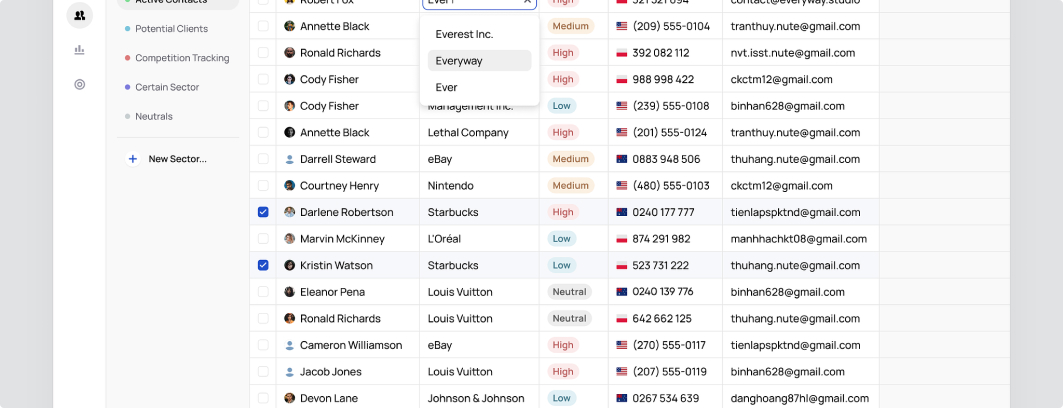 Active Contacts
Potential Clients
Competition Tracking
Certain Sector
Neutrals
New Sector...
Robert Fox Ever High 521 521 694 contact@everyway.studio
Everest Inc.
Everyway
Ever
Annette Black Medium (209) 555-0104 tranthuy.nute@gmail.com
Ronald Richards High 392 082 112 nvt.isst.nute@gmail.com
Cody Fisher High 988 998 422 ckctm12@gmail.com
Cody Fisher Management Inc. Low (239) 555-0108 binhan628@gmail.com
Annette Black Lethal Company High (201) 555-0124 tranthuy.nute@gmail.com
Darrell Steward eBay Medium 0883 948 506 thuhang.nute@gmail.com
Courtney Henry Nintendo Medium (480) 555-0103 ckctm12@gmail.com
Darlene Robertson Starbucks High 0240 177 777 tienlapspktnd@gmail.com
Marvin McKinney L'Oréal Low 874 291 982 manhhachkt08@gmail.com
Kristin Watson Starbucks Low 523 731 222 thuhang.nute@gmail.com
Eleanor Pena Louis Vuitton Neutral 0240 139 776 binhan628@gmail.com
Ronald Richards Louis Vuitton Neutral 642 662 125 thuhang.nute@gmail.com
Cameron Williamson eBay High (270) 555-0117 tienlapspktnd@gmail.com
Jacob Jones Louis Vuitton High (207) 555-0119 binhan628@gmail.com
Devon Lane Johnson & Johnson Low 0267 534 639 danghoang87hl@gmail.com